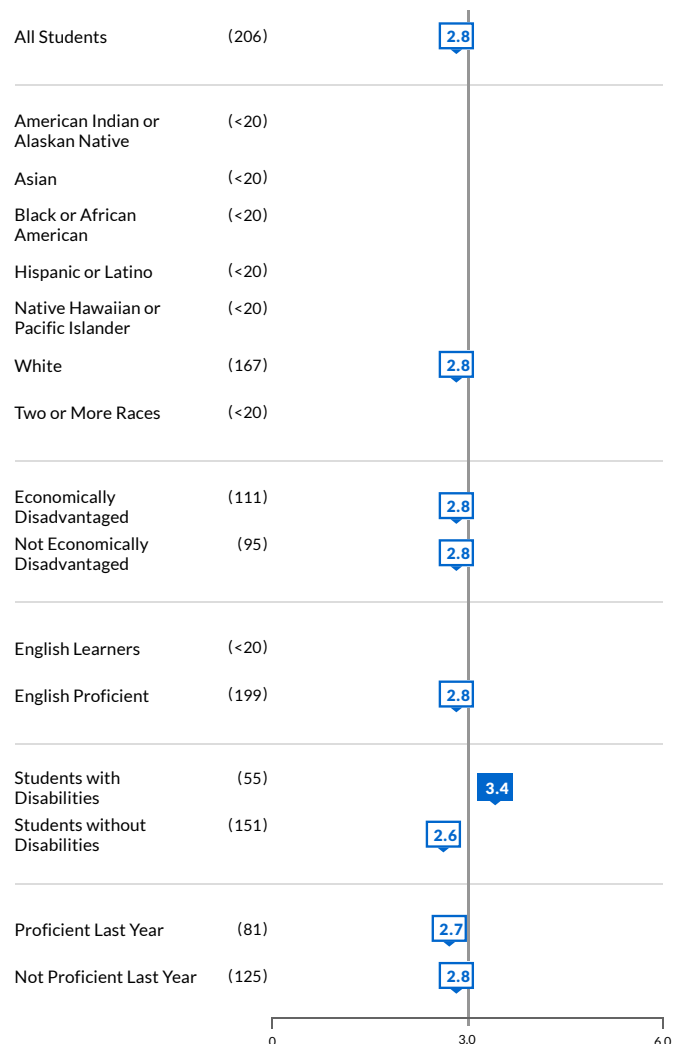 All Students (206) 2.8
American Indian or (<20)
Alaskan Native
Asian (<20)
Black or African (<20)
American
Hispanic or Latino (<20)
Native Hawaiian or (<20)
Pacific Islander
White (167) 2.8
Two or More Races (<20)
Economically (111) 2.8
Disadvantaged
Not Economically (95) 2.8
Disadvantaged
English Learners (<20)
English Proficient (199) 2.8
Students with (55) 3.4
Disabilities
Students without (151) 2.6
Disabilities
Proficient Last Year (81) 2.7
Not Proficient Last Year (125) 2.8
0 3.0 6.0